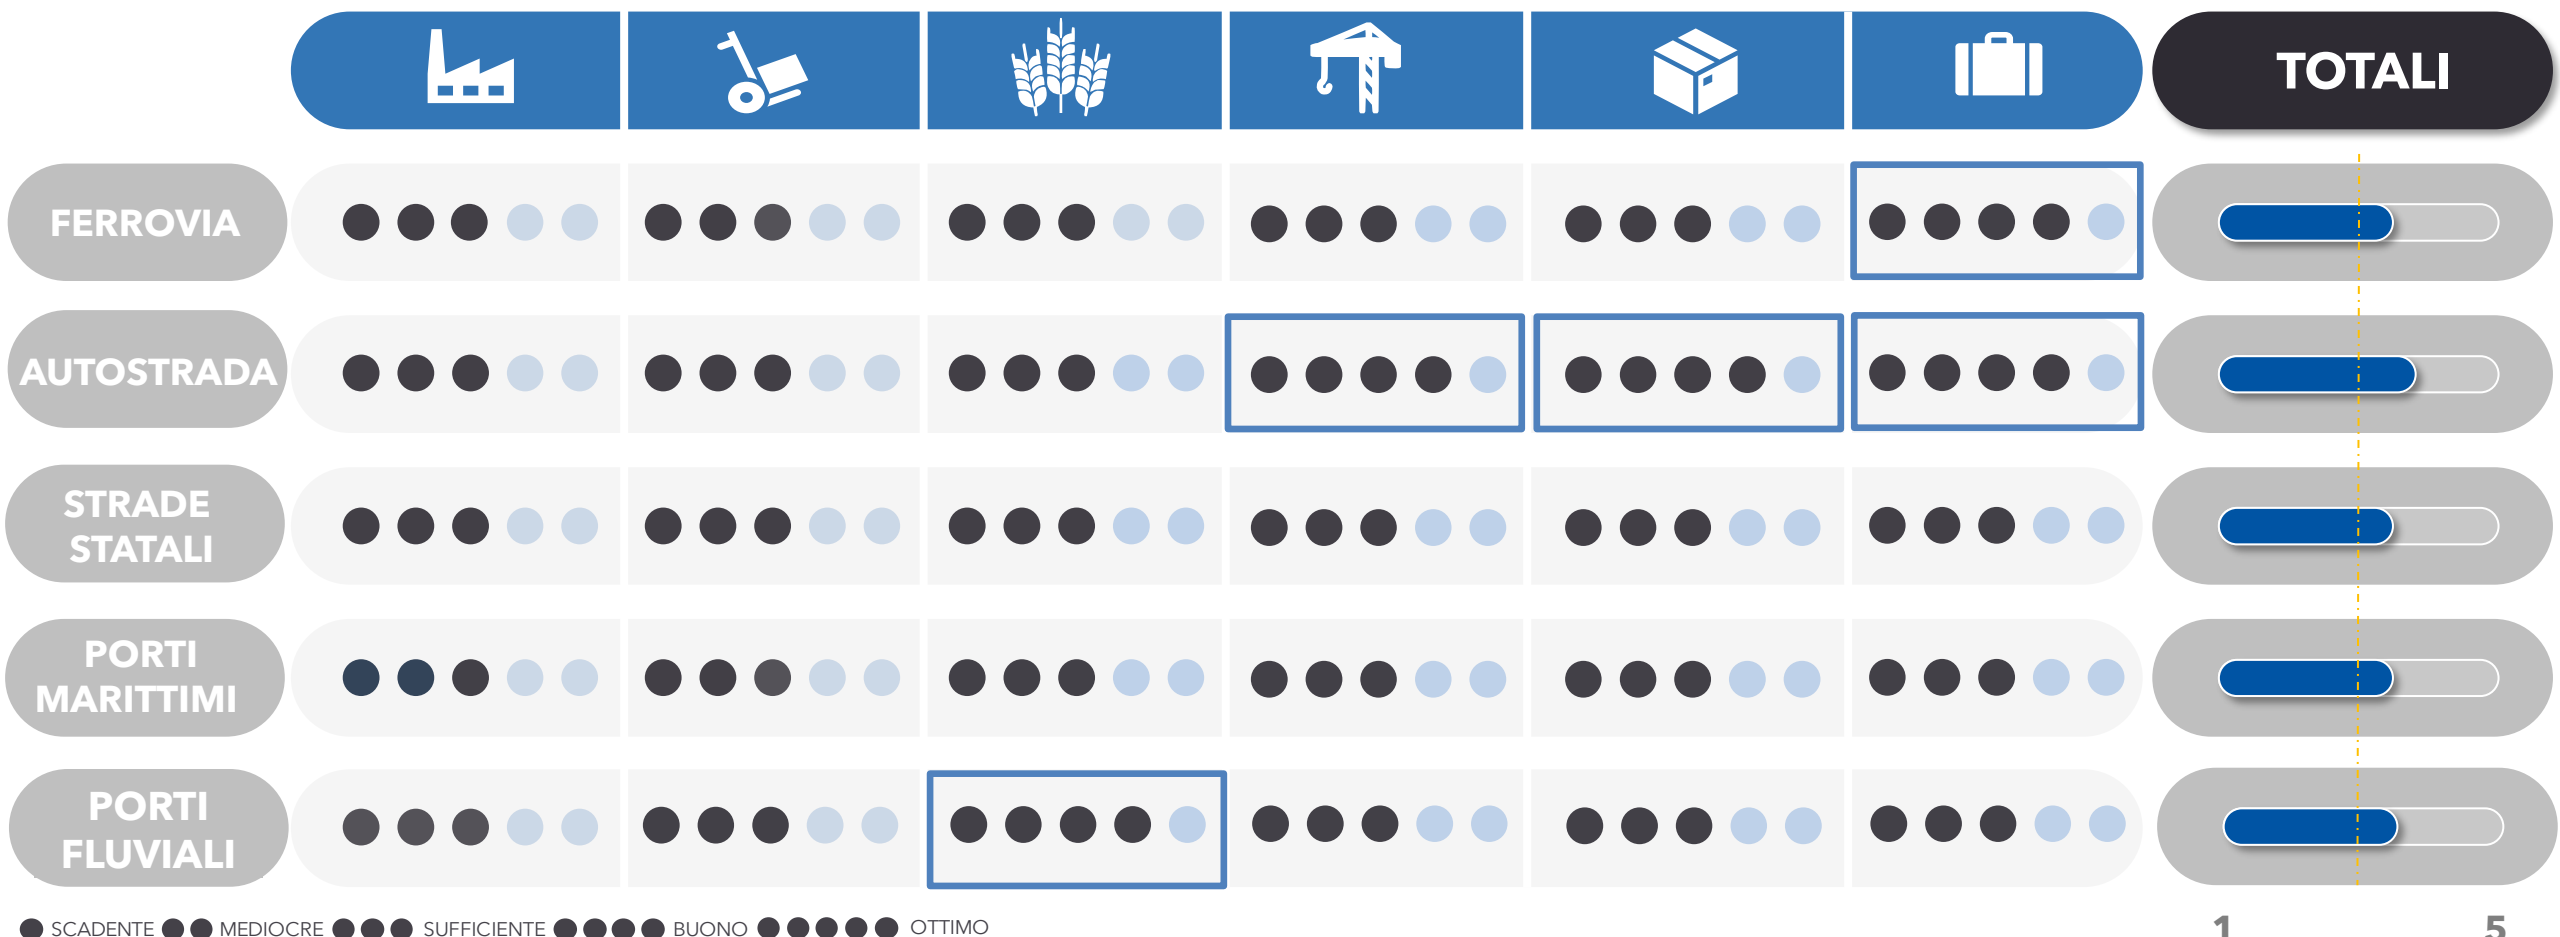 TOTALI
FERROVIA
AUTOSTRADA
STRADE
STATALI
PORTI
MARITTIMI
PORTI
FLUVIALI
SCADENTE MEDIOCRE SUFFICIENTE BUONO OTTIMO
1 5